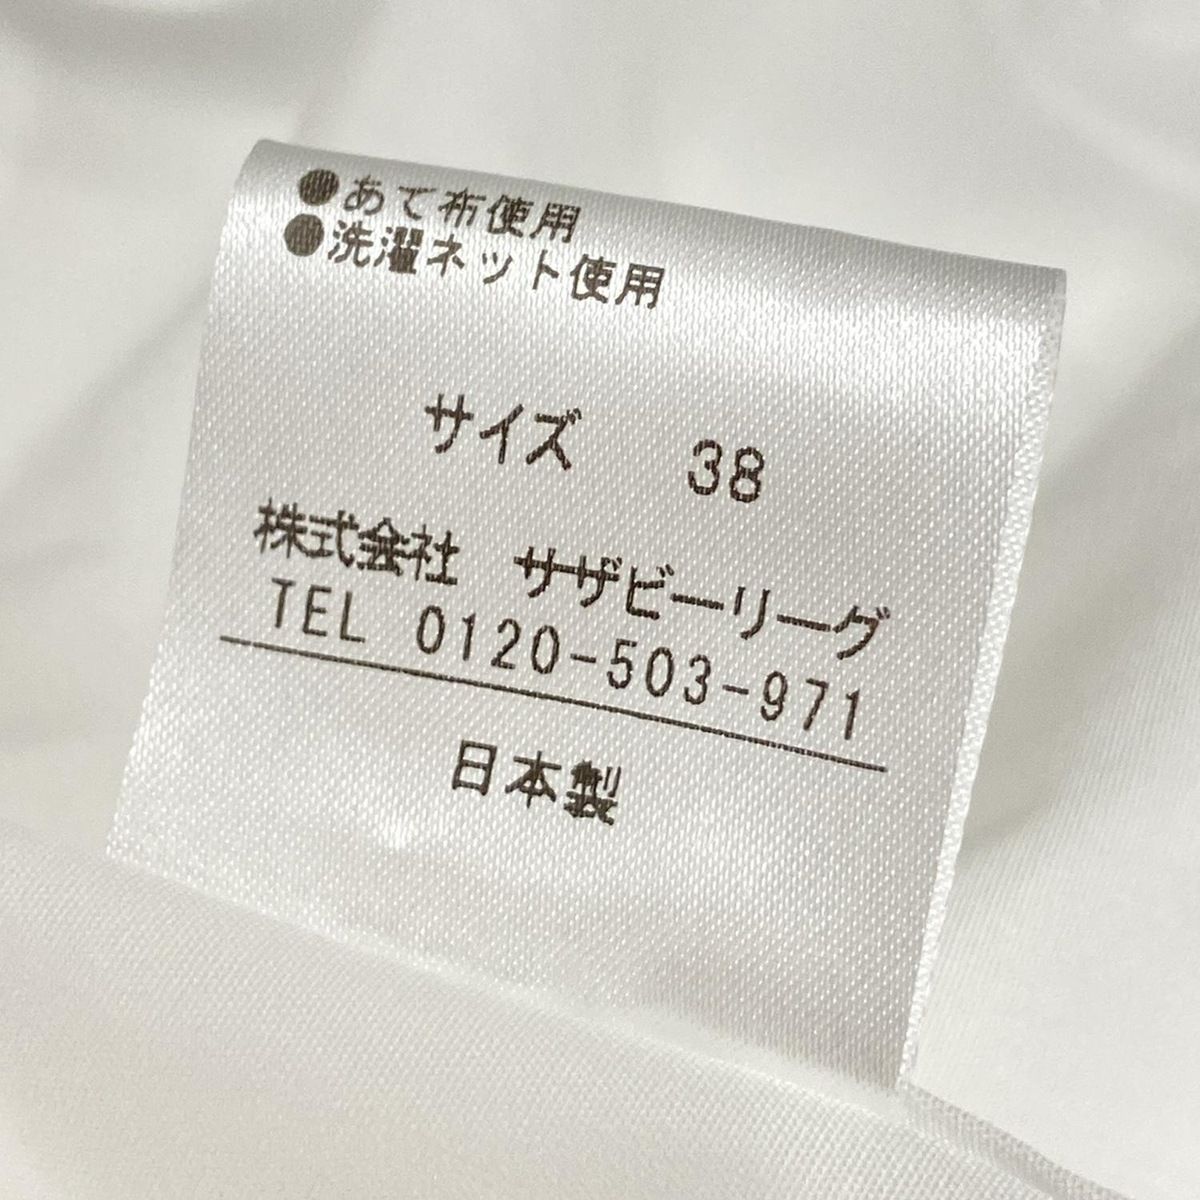 ●あて布使用
●洗濯ネット使用
サイズ 38
株式会社 サザビーリーグ
TEL 0120-503-971
日本製